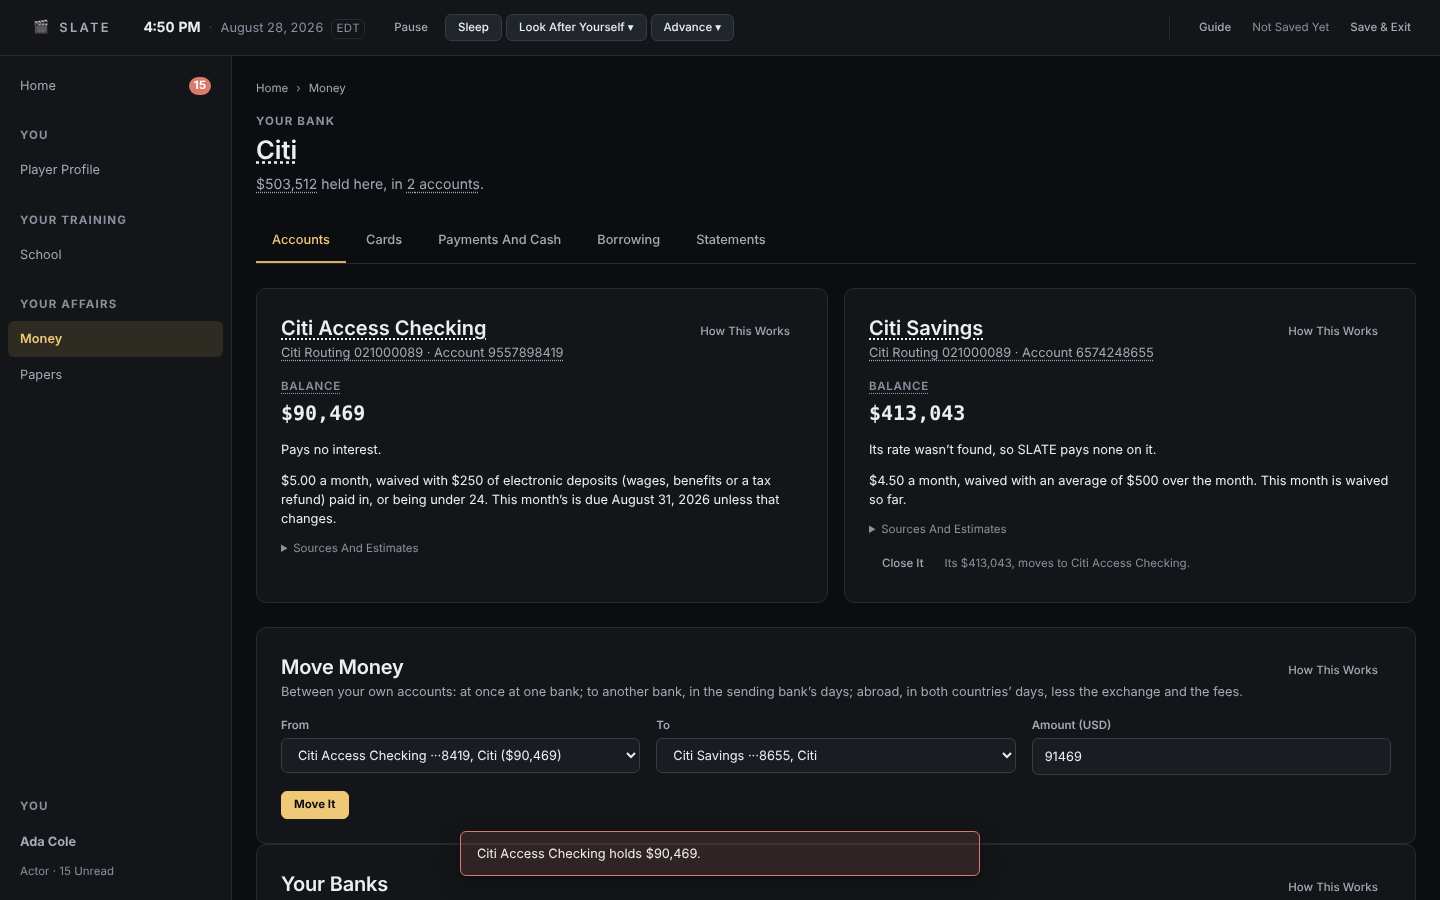 SLATE
4:50 PM · August 28, 2026 EDT
Pause
Sleep
Look After Yourself ▾
Advance ▾
Guide
Not Saved Yet
Save & Exit
Home
15
YOU
Player Profile
YOUR TRAINING
School
YOUR AFFAIRS
Money
Papers
YOU
Ada Cole
Actor · 15 Unread
Home › Money
YOUR BANK
Citi
$503,512 held here, in 2 accounts.
Accounts
Cards
Payments And Cash
Borrowing
Statements
Citi Access Checking
How This Works
Citi Routing 021000089 · Account 9557898419
BALANCE
$90,469
Pays no interest.
$5.00 a month, waived with $250 of electronic deposits (wages, benefits or a tax
refund) paid in, or being under 24. This month’s is due August 31, 2026 unless that
changes.
▶ Sources And Estimates
Citi Savings
How This Works
Citi Routing 021000089 · Account 6574248655
BALANCE
$413,043
Its rate wasn’t found, so SLATE pays none on it.
$4.50 a month, waived with an average of $500 over the month. This month is waived
so far.
▶ Sources And Estimates
Close It
Its $413,043, moves to Citi Access Checking.
Move Money
How This Works
Between your own accounts: at once at one bank; to another bank, in the sending bank’s days; abroad, in both countries’ days, less the exchange and the fees.
From
To
Amount (USD)
Citi Access Checking ···8419, Citi ($90,469)
Citi Savings ···8655, Citi
91469
Move It
Citi Access Checking holds $90,469.
Your Banks
How This Works